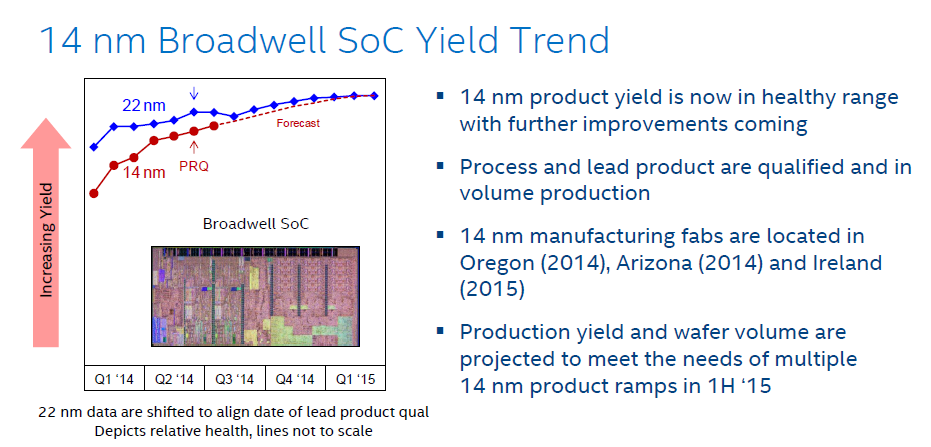 14 nm Broadwell SoC Yield Trend
22 nm
14 nm
PRQ
Forecast
Increasing Yield
Broadwell SoC
Q1 ‘14 Q2 ‘14 Q3 ‘14 Q4 ‘14 Q1 ‘15
22 nm data are shifted to align date of lead product qual
Depicts relative health, lines not to scale
▪ 14 nm product yield is now in healthy range
with further improvements coming
▪ Process and lead product are qualified and in
volume production
▪ 14 nm manufacturing fabs are located in
Oregon (2014), Arizona (2014) and Ireland
(2015)
▪ Production yield and wafer volume are
projected to meet the needs of multiple
14 nm product ramps in 1H ‘15